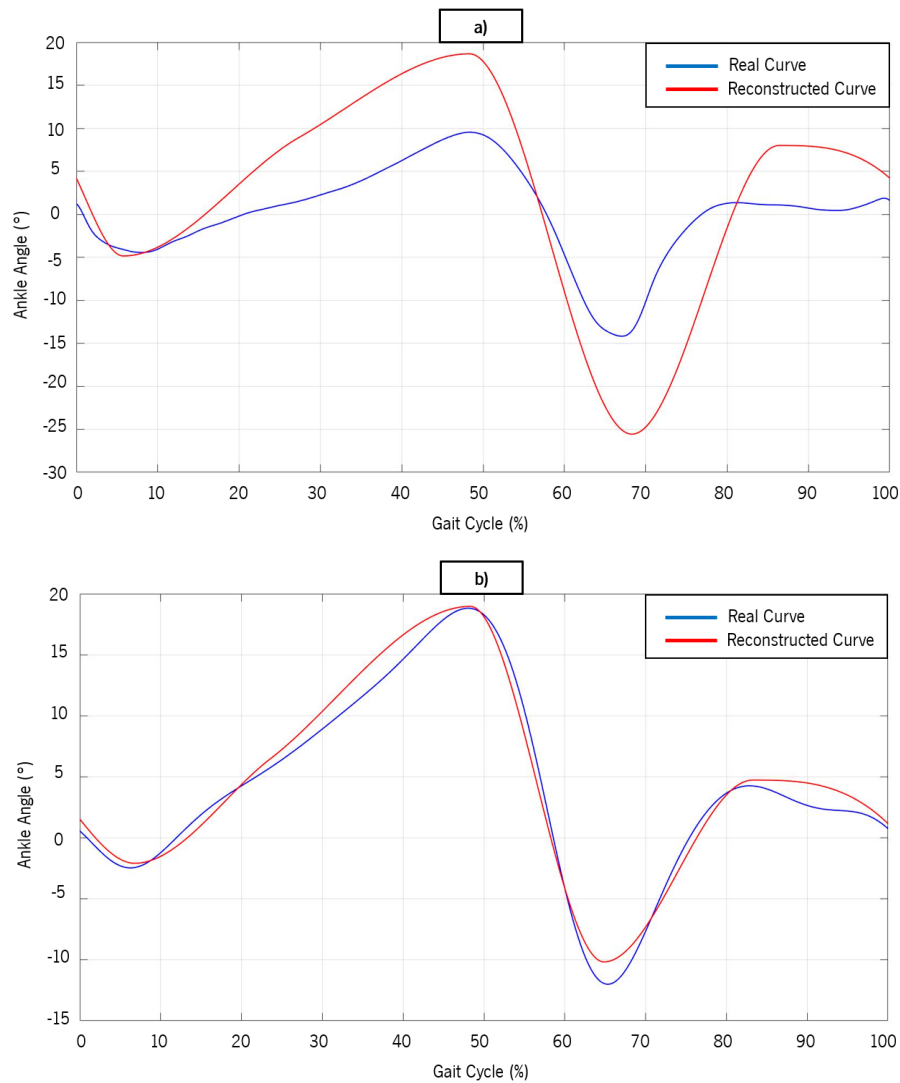 a)
20
15
10
5
0
-5
-10
-15
-20
-25
-30
Ankle Angle (°)
Real Curve
Reconstructed Curve
0 10 20 30 40 50 60 70 80 90 100
Gait Cycle (%)
b)
20
15
10
5
0
-5
-10
-15
Ankle Angle (°)
Real Curve
Reconstructed Curve
0 10 20 30 40 50 60 70 80 90 100
Gait Cycle (%)